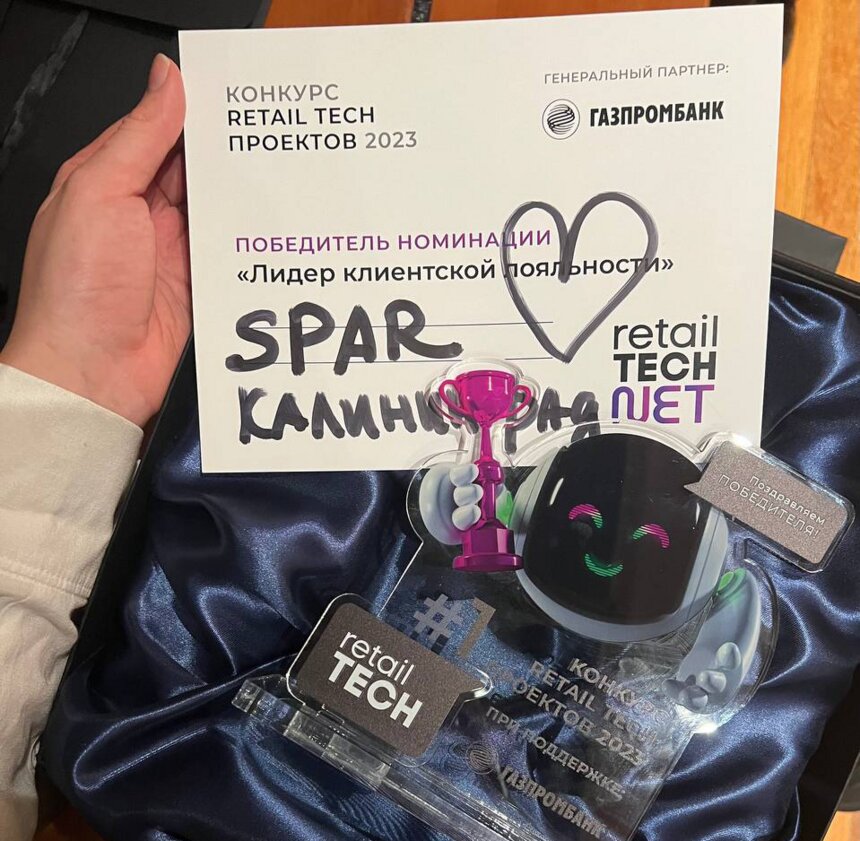 КОНКУРС
RETAIL TECH
ПРОЕКТОВ 2023
ГЕНЕРАЛЬНЫЙ ПАРТНЕР:
ГАЗПРОМБАНК
ПОБЕДИТЕЛЬ НОМИНАЦИИ
«Лидер клиентской лояльности»
SPAR
КАЛИНИНГРАД
retail
TECH
NET
Поздравляем
ПОБЕДИТЕЛЯ!
#1
retail
TECH
КОНКУРС
RETAIL TECH
ПРОЕКТОВ 2023
ПРИ ПОДДЕРЖКЕ:
ГАЗПРОМБАНК